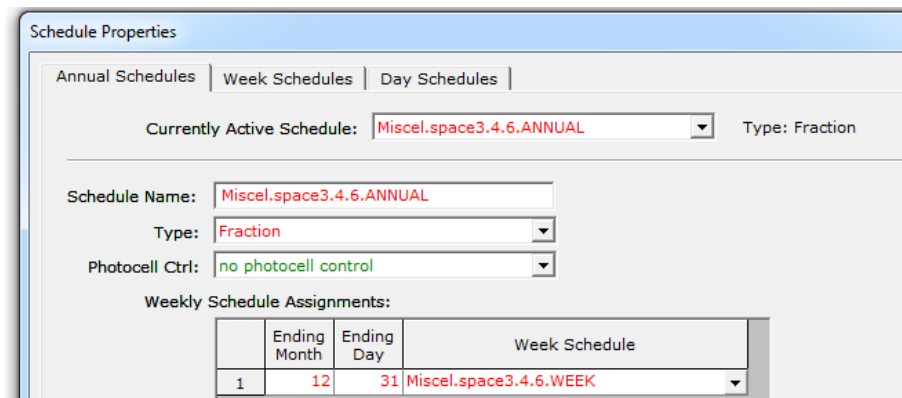 Schedule Properties
Annual Schedules Week Schedules Day Schedules
Currently Active Schedule: Miscel.space3.4.6.ANNUAL Type: Fraction
Schedule Name: Miscel.space3.4.6.ANNUAL
Type: Fraction
Photocell Ctrl: no photocell control
Weekly Schedule Assignments:
Ending Month Ending Day Week Schedule
1 12 31 Miscel.space3.4.6.WEEK